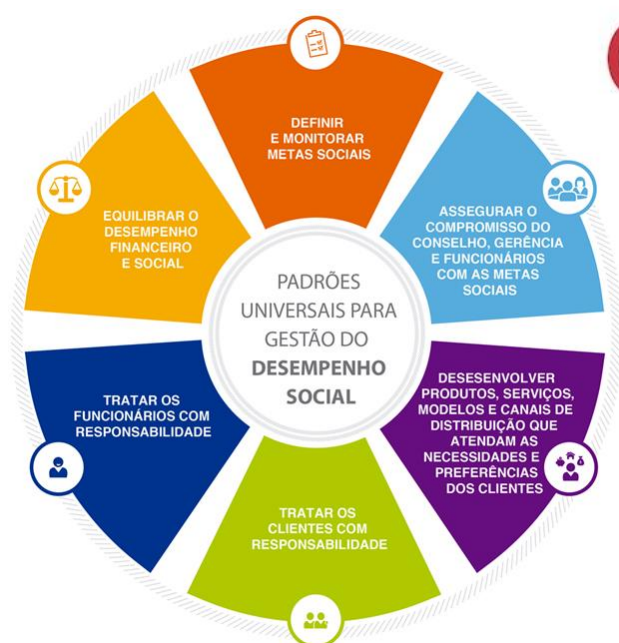 PADRÕES
UNIVERSAIS PARA
GESTÃO DO
DESEMPENHO
SOCIAL
DEFINIR
E MONITORAR
METAS SOCIAIS
ASSEGURAR O
COMPROMISSO DO
CONSELHO, GERÊNCIA
E FUNCIONÁRIOS
COM AS METAS
SOCIAIS
DESESENVOLVER
PRODUTOS, SERVIÇOS,
MODELOS E CANAIS DE
DISTRIBUIÇÃO QUE
ATENDAM AS
NECESSIDADES E
PREFERÊNCIAS
DOS CLIENTES
TRATAR OS
CLIENTES COM
RESPONSABILIDADE
TRATAR OS
FUNCIONÁRIOS COM
RESPONSABILIDADE
EQUILIBRAR O
DESEMPENHO
FINANCEIRO
E SOCIAL